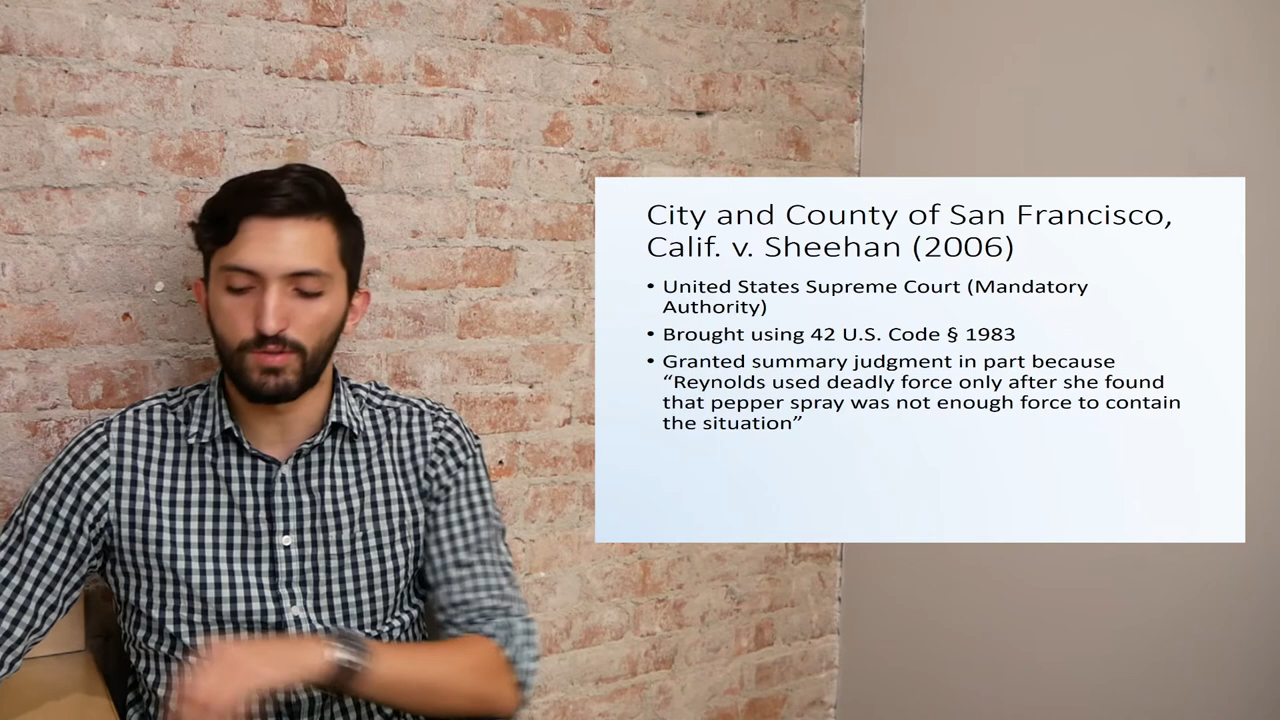 City and County of San Francisco,
Calif. v. Sheehan (2006)
• United States Supreme Court (Mandatory
Authority)
• Brought using 42 U.S. Code § 1983
• Granted summary judgment in part because
“Reynolds used deadly force only after she found
that pepper spray was not enough force to contain
the situation”